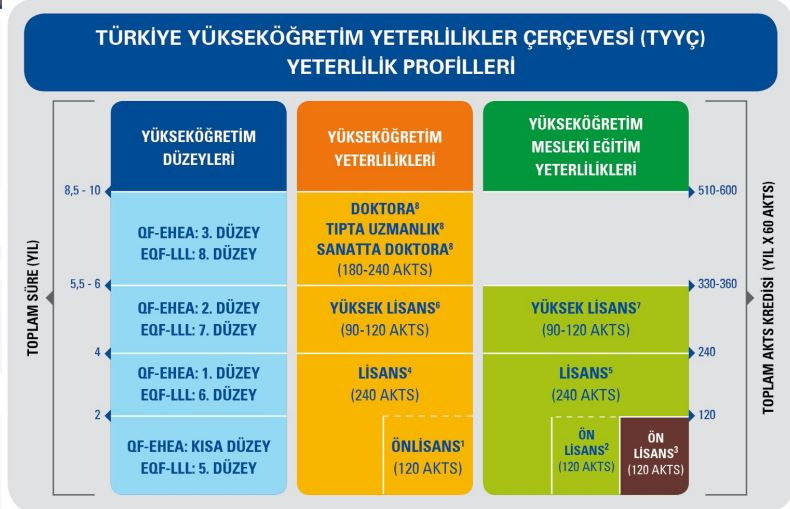 TÜRKİYE YÜKSEKÖĞRETİM YETERLİLİKLER ÇERÇEVESİ (TYYÇ)
YETERLİLİK PROFİLLERİ
TOPLAM SÜRE (YIL)
8,5 - 10
5,5 - 6
4
2
YÜKSEKÖĞRETİM
DÜZEYLERİ
QF-EHEA: 3. DÜZEY
EQF-LLL: 8. DÜZEY
QF-EHEA: 2. DÜZEY
EQF-LLL: 7. DÜZEY
QF-EHEA: 1. DÜZEY
EQF-LLL: 6. DÜZEY
QF-EHEA: KISA DÜZEY
EQF-LLL: 5. DÜZEY
YÜKSEKÖĞRETİM
YETERLİLİKLERİ
DOKTORA⁸
TIPTA UZMANLIK⁸
SANATTA DOKTORA⁸
(180-240 AKTS)
YÜKSEK LİSANS⁶
(90-120 AKTS)
LİSANS⁴
(240 AKTS)
ÖNLİSANS¹
(120 AKTS)
YÜKSEKÖĞRETİM
MESLEKİ EĞİTİM
YETERLİLİKLERİ
YÜKSEK LİSANS⁷
(90-120 AKTS)
LİSANS⁵
(240 AKTS)
ÖN
LİSANS²
(120 AKTS)
ÖN
LİSANS³
(120 AKTS)
510-600
330-360
240
120
TOPLAM AKTS KREDİSİ (YIL X 60 AKTS)